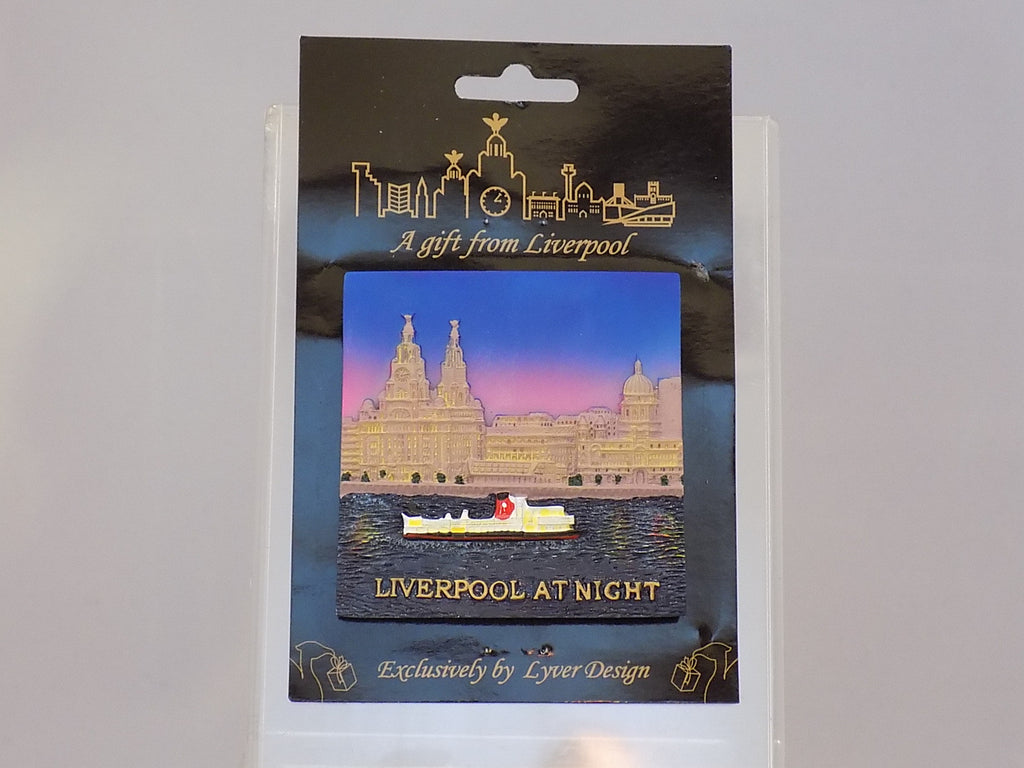 A gift from Liverpool
LIVERPOOL AT NIGHT
Exclusively by Lyver Design